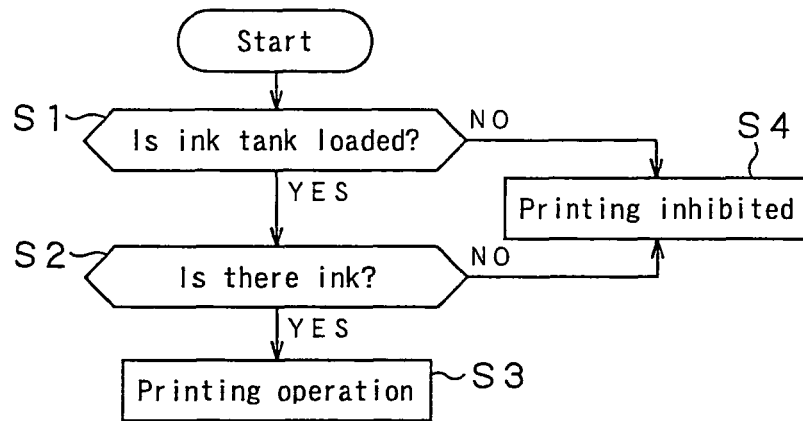 Start
S1
Is ink tank loaded?
NO
S4
YES
Printing inhibited
S2
Is there ink?
NO
YES
Printing operation
S3